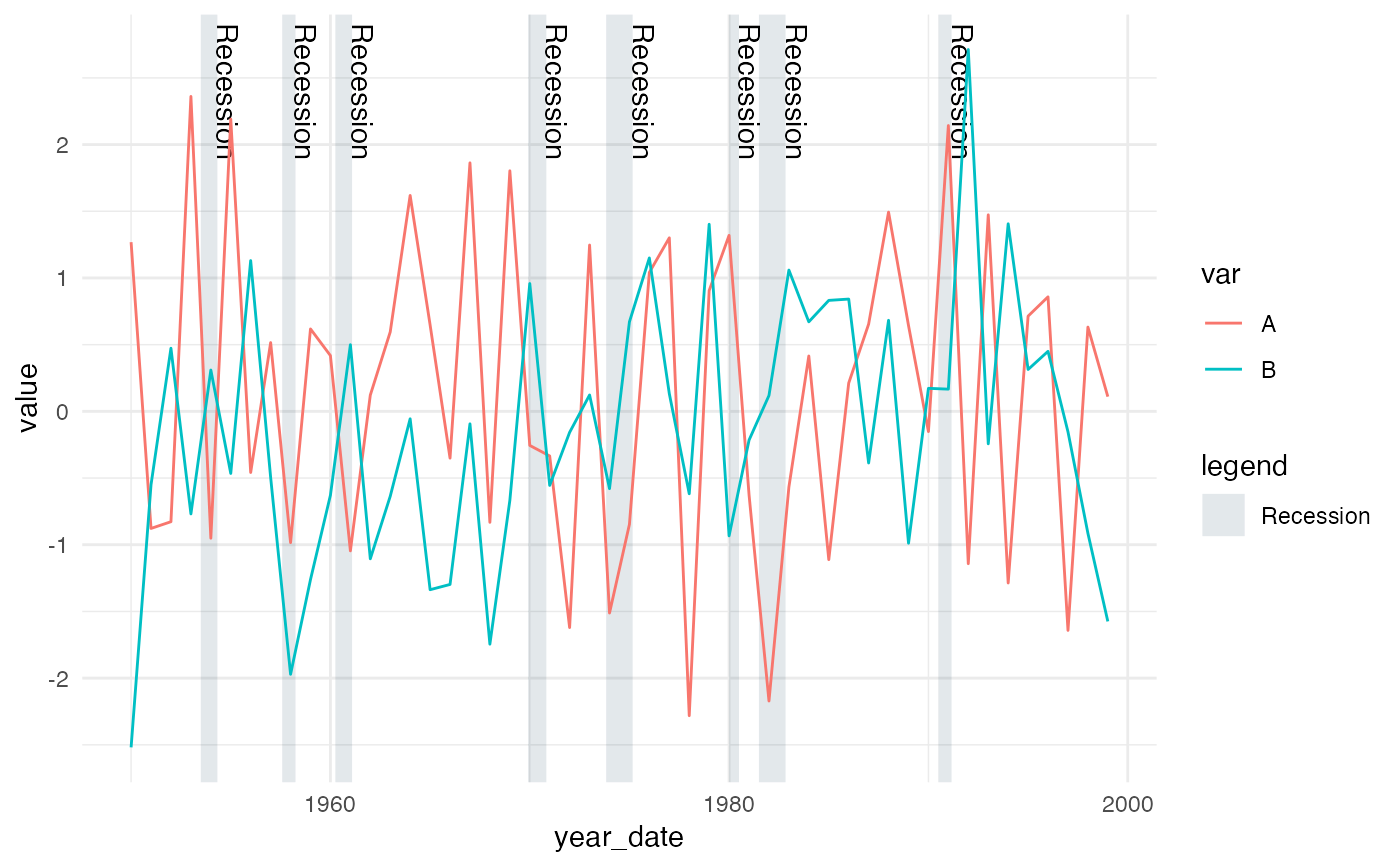 Recession
Recession
Recession
Recession
Recession
Recession
Recession
Recession
2
1
0
-1
-2
value
1960
1980
2000
year_date
var
A
B
legend
Recession